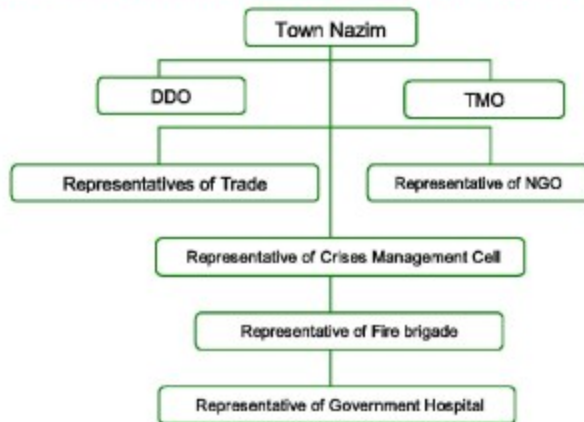 Town Nazim
DDO
TMO
Representatives of Trade
Representative of NGO
Representative of Crises Management Cell
Representative of Fire brigade
Representative of Government Hospital